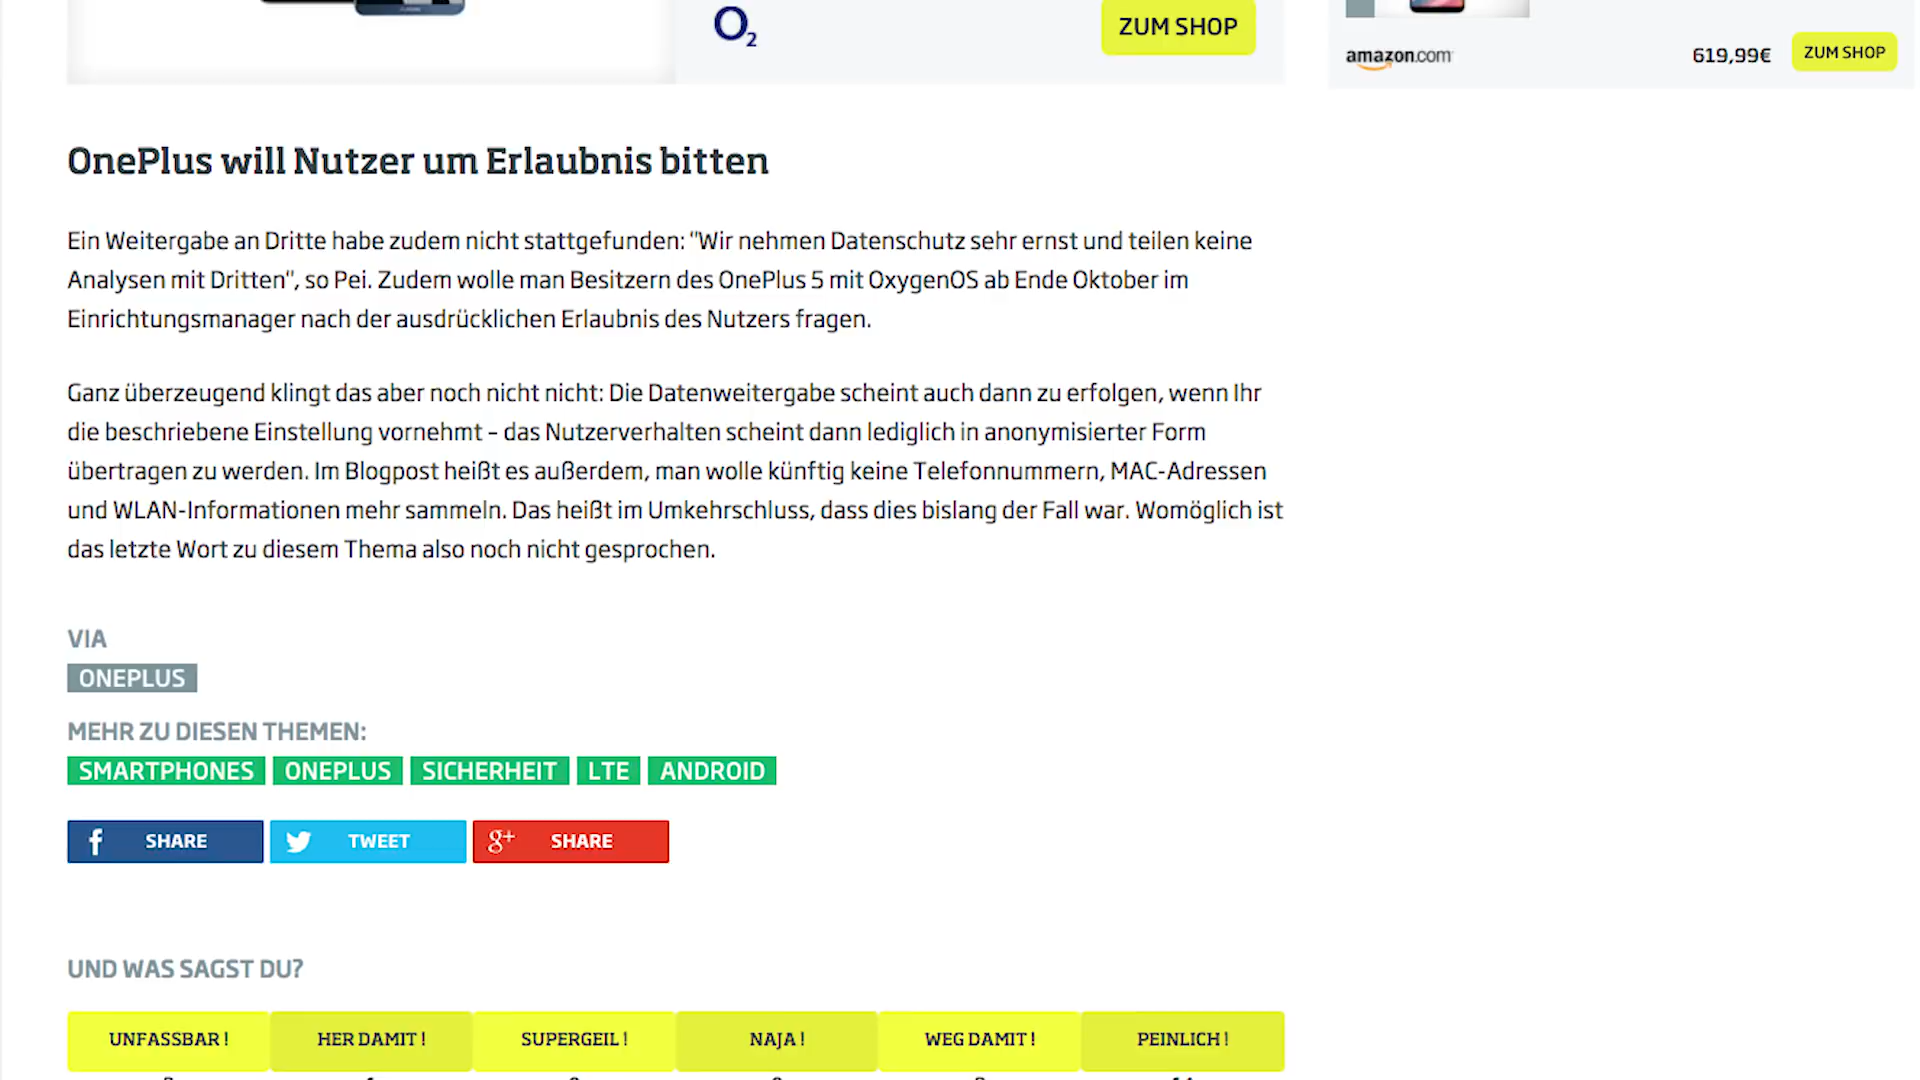 O2
ZUM SHOP
amazon.com
619,99€
ZUM SHOP
OnePlus will Nutzer um Erlaubnis bitten
Ein Weitergabe an Dritte habe zudem nicht stattgefunden: "Wir nehmen Datenschutz sehr ernst und teilen keine
Analysen mit Dritten", so Pei. Zudem wolle man Besitzern des OnePlus 5 mit OxygenOS ab Ende Oktober im
Einrichtungsmanager nach der ausdrücklichen Erlaubnis des Nutzers fragen.
Ganz überzeugend klingt das aber noch nicht nicht: Die Datenweitergabe scheint auch dann zu erfolgen, wenn Ihr
die beschriebene Einstellung vornehmt – das Nutzerverhalten scheint dann lediglich in anonymisierter Form
übertragen zu werden. Im Blogpost heißt es außerdem, man wolle künftig keine Telefonnummern, MAC-Adressen
und WLAN-Informationen mehr sammeln. Das heißt im Umkehrschluss, dass dies bislang der Fall war. Womöglich ist
das letzte Wort zu diesem Thema also noch nicht gesprochen.
VIA
ONEPLUS
MEHR ZU DIESEN THEMEN:
SMARTPHONES ONEPLUS SICHERHEIT LTE ANDROID
f SHARE TWEET g+ SHARE
UND WAS SAGST DU?
UNFASSBAR ! HER DAMIT ! SUPERGEIL ! NAJA ! WEG DAMIT ! PEINLICH !